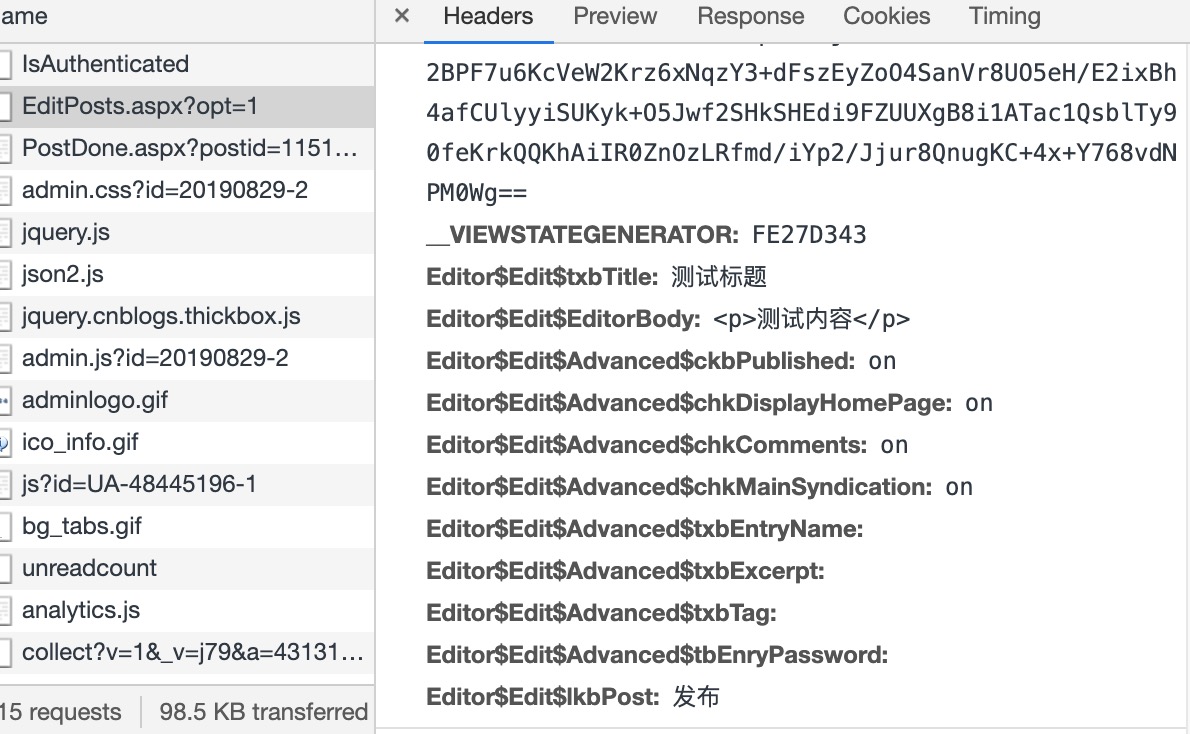 ame
IsAuthenticated
EditPosts.aspx?opt=1
PostDone.aspx?postid=1151...
admin.css?id=20190829-2
jquery.js
json2.js
jquery.cnblogs.thickbox.js
admin.js?id=20190829-2
adminlogo.gif
ico_info.gif
js?id=UA-48445196-1
bg_tabs.gif
unreadcount
analytics.js
collect?v=1&_v=j79&a=43131...
15 requests 98.5 KB transferred
× Headers Preview Response Cookies Timing
2BPF7u6KcVeW2Krz6xNqzY3+dFszEyZoO4SanVr8UO5eH/E2ixBh
4afCUlyyiSUKyk+O5Jwf2SHkSHEdi9FZUUXgB8i1ATac1QsblTy9
0feKrkQQKhAiIR0ZnOzLRfmd/iYp2/Jjur8QnugKC+4x+Y768vdN
PM0Wg==
__VIEWSTATEGENERATOR: FE27D343
Editor$Edit$txbTitle: 测试标题
Editor$Edit$EditorBody: <p>测试内容</p>
Editor$Edit$Advanced$ckbPublished: on
Editor$Edit$Advanced$chkDisplayHomePage: on
Editor$Edit$Advanced$chkComments: on
Editor$Edit$Advanced$chkMainSyndication: on
Editor$Edit$Advanced$txbEntryName:
Editor$Edit$Advanced$txbExcerpt:
Editor$Edit$Advanced$txbTag:
Editor$Edit$Advanced$tbEnryPassword:
Editor$Edit$lkbPost: 发布